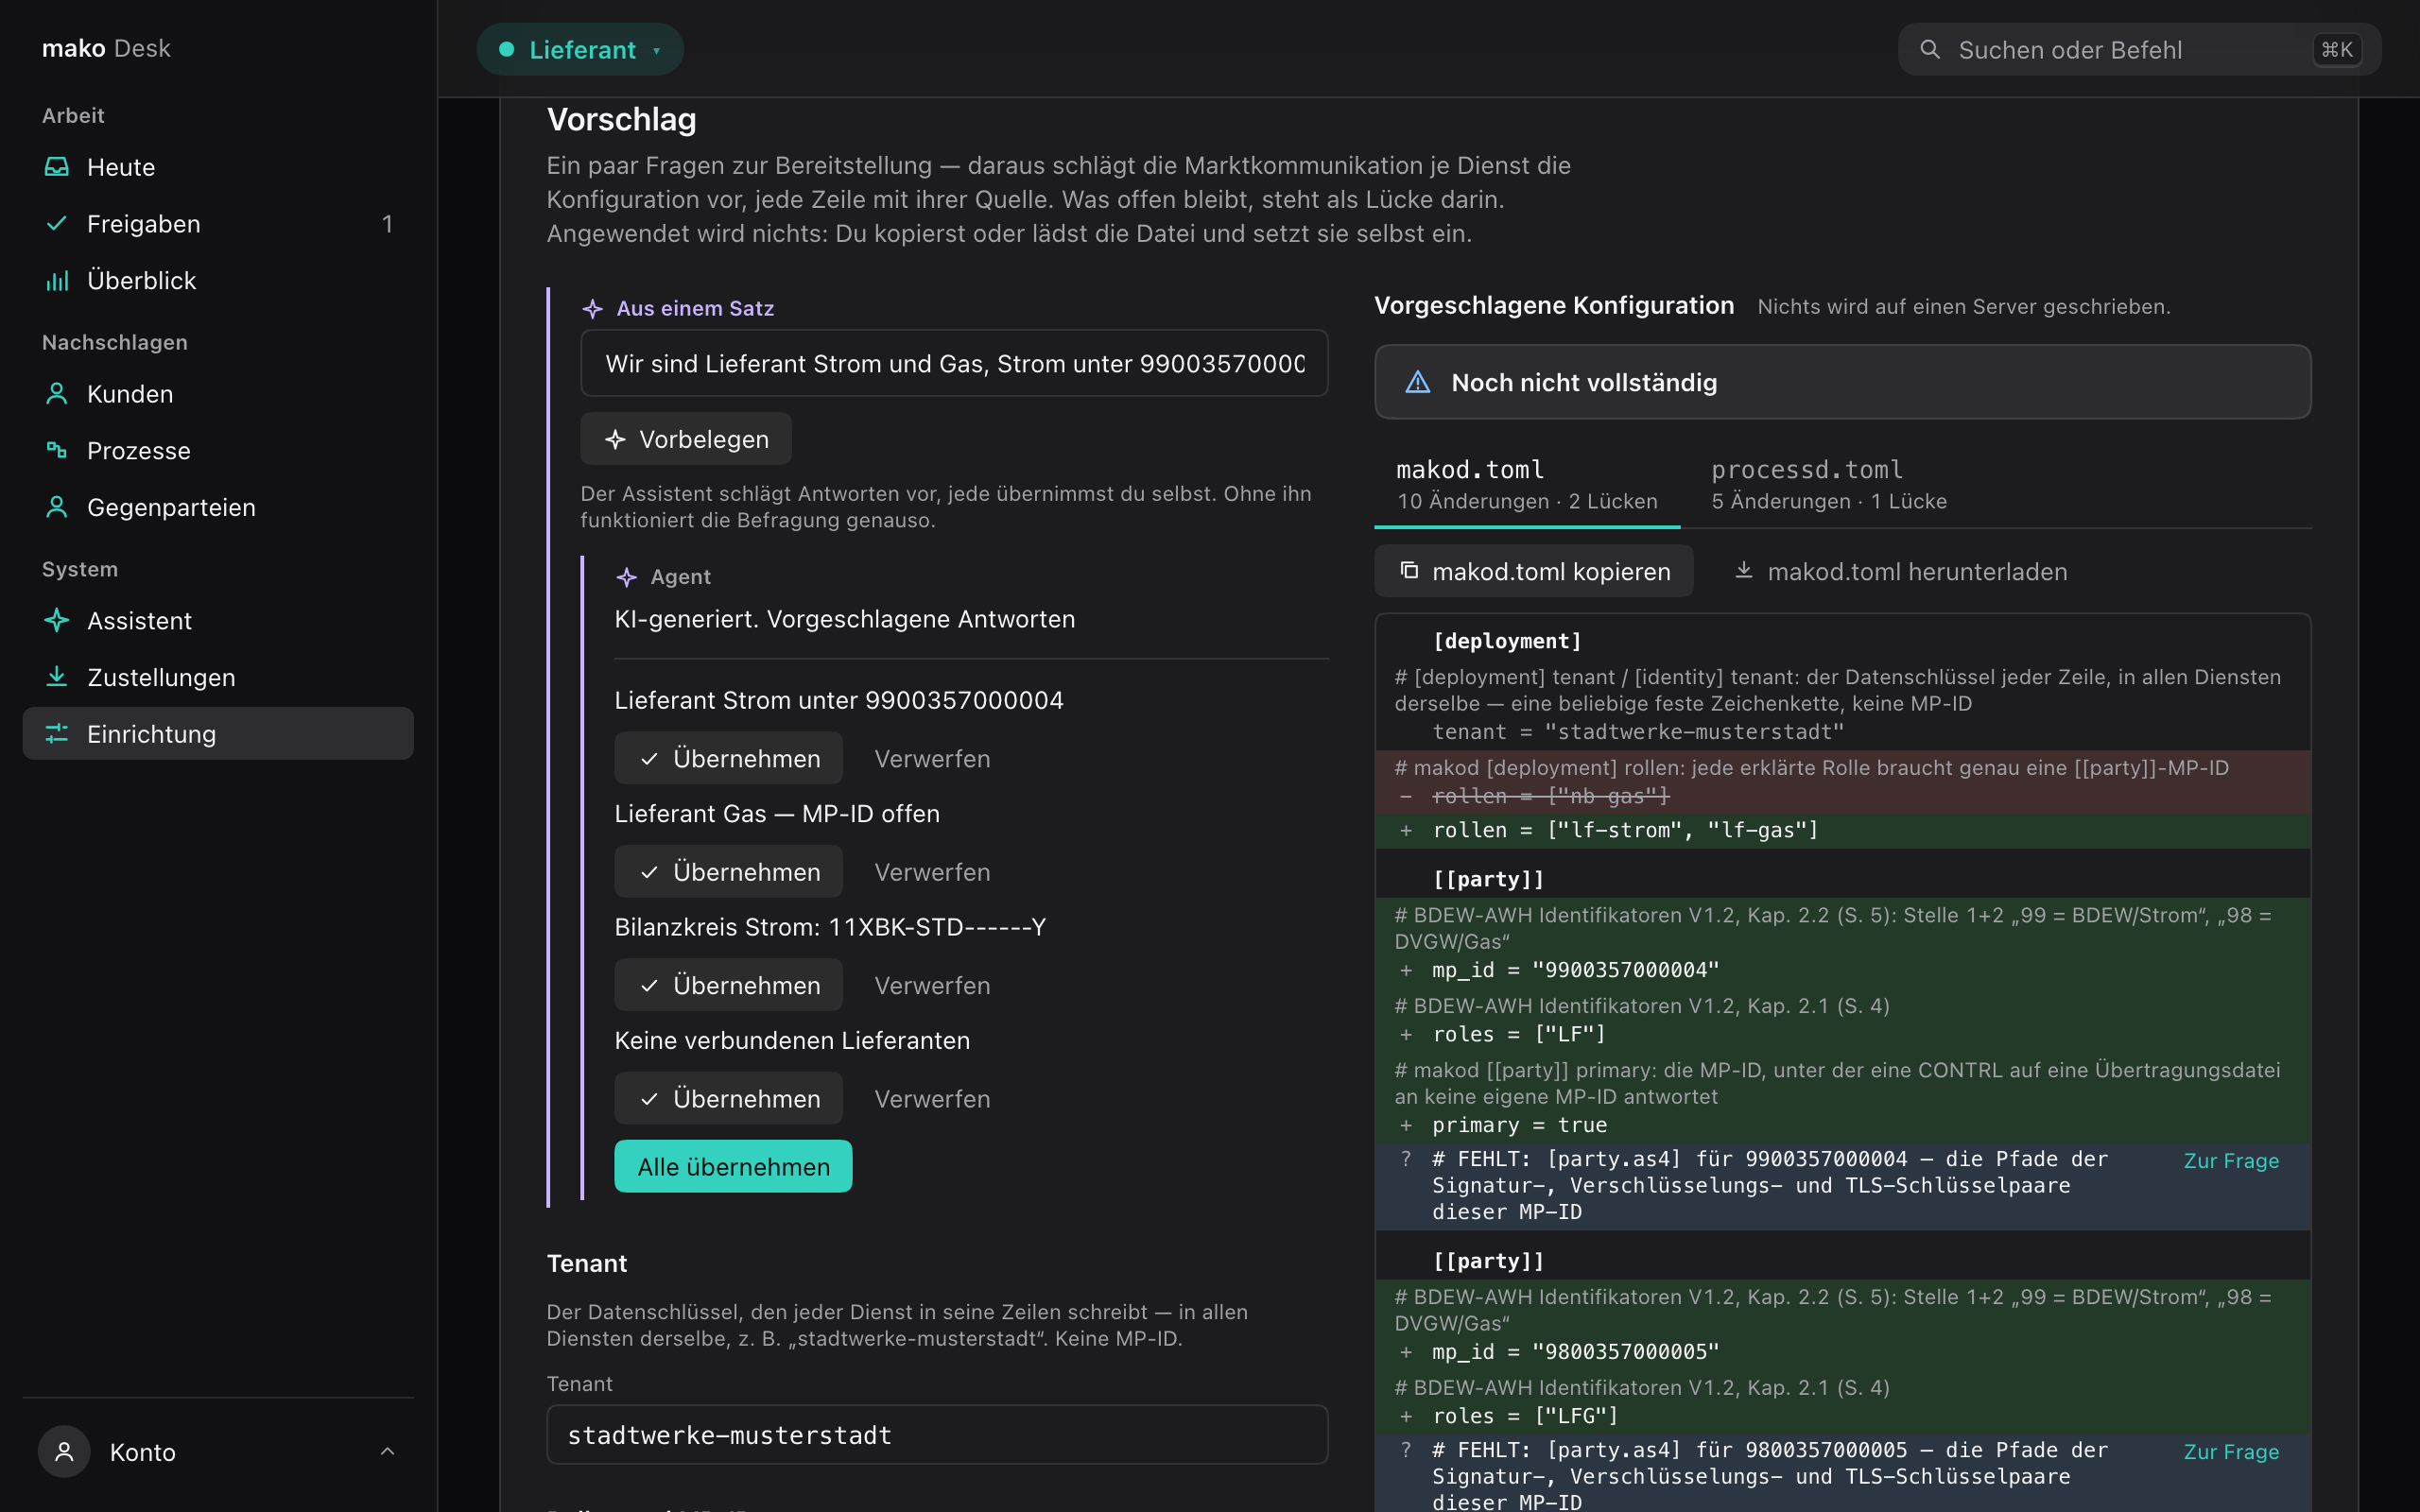 mako Desk
Arbeit
Heute
Freigaben 1
Überblick
Nachschlagen
Kunden
Prozesse
Gegenparteien
System
Assistent
Zustellungen
Einrichtung
Konto
Lieferant
Suchen oder Befehl ⌘K
Vorschlag
Ein paar Fragen zur Bereitstellung — daraus schlägt die Marktkommunikation je Dienst die
Konfiguration vor, jede Zeile mit ihrer Quelle. Was offen bleibt, steht als Lücke darin.
Angewendet wird nichts: Du kopierst oder lädst die Datei und setzt sie selbst ein.
Aus einem Satz
Wir sind Lieferant Strom und Gas, Strom unter 99003570000
Vorbelegen
Der Assistent schlägt Antworten vor, jede übernimmst du selbst. Ohne ihn
funktioniert die Befragung genauso.
Agent
KI-generiert. Vorgeschlagene Antworten
Lieferant Strom unter 9900357000004
Übernehmen Verwerfen
Lieferant Gas — MP-ID offen
Übernehmen Verwerfen
Bilanzkreis Strom: 11XBK-STD------Y
Übernehmen Verwerfen
Keine verbundenen Lieferanten
Übernehmen Verwerfen
Alle übernehmen
Tenant
Der Datenschlüssel, den jeder Dienst in seine Zeilen schreibt — in allen
Diensten derselbe, z. B. „stadtwerke-musterstadt“. Keine MP-ID.
Tenant
stadtwerke-musterstadt
Vorgeschlagene Konfiguration Nichts wird auf einen Server geschrieben.
Noch nicht vollständig
makod.toml
10 Änderungen · 2 Lücken
processd.toml
5 Änderungen · 1 Lücke
makod.toml kopieren makod.toml herunterladen
[deployment]
# [deployment] tenant / [identity] tenant: der Datenschlüssel jeder Zeile, in allen Diensten
derselbe — eine beliebige feste Zeichenkette, keine MP-ID
tenant = "stadtwerke-musterstadt"
# makod [deployment] rollen: jede erklärte Rolle braucht genau eine [[party]]-MP-ID
− rollen = ["nb-gas"]
+ rollen = ["lf-strom", "lf-gas"]
[[party]]
# BDEW-AWH Identifikatoren V1.2, Kap. 2.2 (S. 5): Stelle 1+2 „99 = BDEW/Strom“, „98 =
DVGW/Gas“
+ mp_id = "9900357000004"
# BDEW-AWH Identifikatoren V1.2, Kap. 2.1 (S. 4)
+ roles = ["LF"]
# makod [[party]] primary: die MP-ID, unter der eine CONTRL auf eine Übertragungsdatei
an keine eigene MP-ID antwortet
+ primary = true
? # FEHLT: [party.as4] für 9900357000004 — die Pfade der Zur Frage
Signatur-, Verschlüsselungs- und TLS-Schlüsselpaare
dieser MP-ID
[[party]]
# BDEW-AWH Identifikatoren V1.2, Kap. 2.2 (S. 5): Stelle 1+2 „99 = BDEW/Strom“, „98 =
DVGW/Gas“
+ mp_id = "9800357000005"
# BDEW-AWH Identifikatoren V1.2, Kap. 2.1 (S. 4)
+ roles = ["LFG"]
? # FEHLT: [party.as4] für 9800357000005 — die Pfade der Zur Frage
Signatur-, Verschlüsselungs- und TLS-Schlüsselpaare
dieser MP-ID